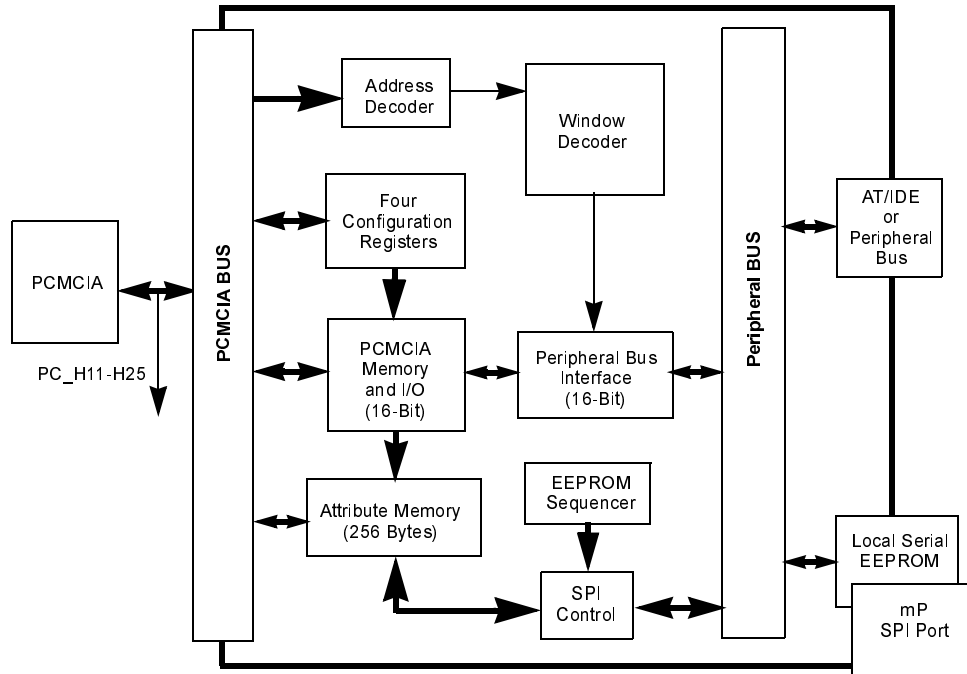 Address
Decoder
Window
Decoder
Four
Configuration
Registers
AT/IDE
or
Peripheral
Bus
PCMCIA
PCMCIA BUS
Peripheral BUS
PC_H11-H25
PCMCIA
Memory
and I/O
(16-Bit)
Peripheral Bus
Interface
(16-Bit)
EEPROM
Sequencer
Attribute Memory
(256 Bytes)
Local Serial
EEPROM
SPI
Control
mP
SPI Port